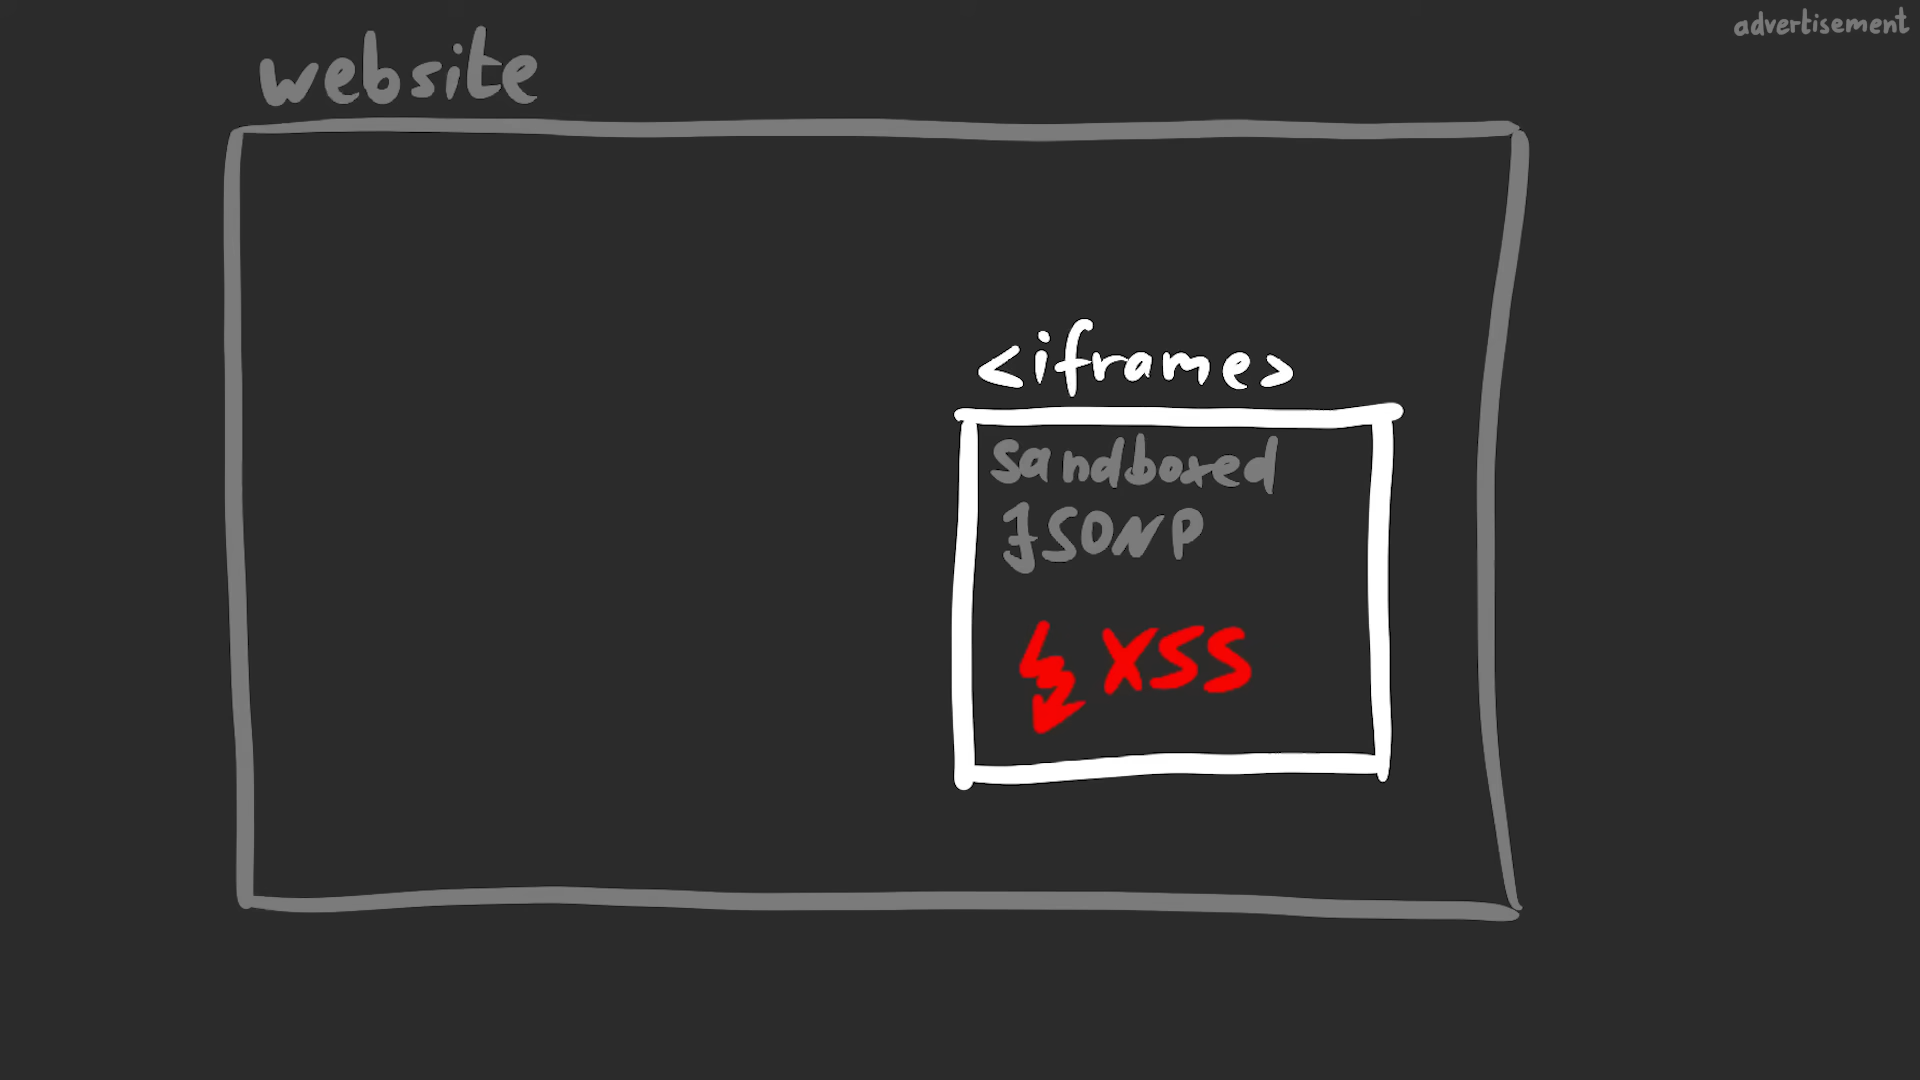 advertisement
website
<iframe>
sandboxed
JSONP
XSS